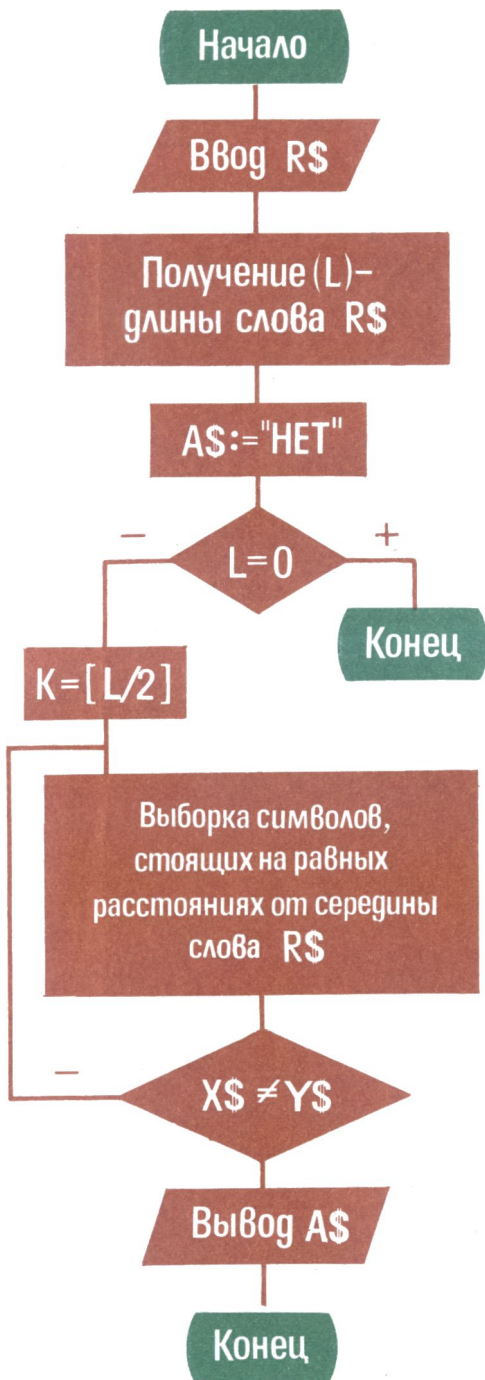 Начало
Ввод R$
Получение (L)–
длины слова R$
A$:="НЕТ"
– +
L=0
Конец
K=[L/2]
Выборка символов,
стоящих на равных
расстояниях от середины
слова R$
–
X$≠Y$
Вывод A$
Конец